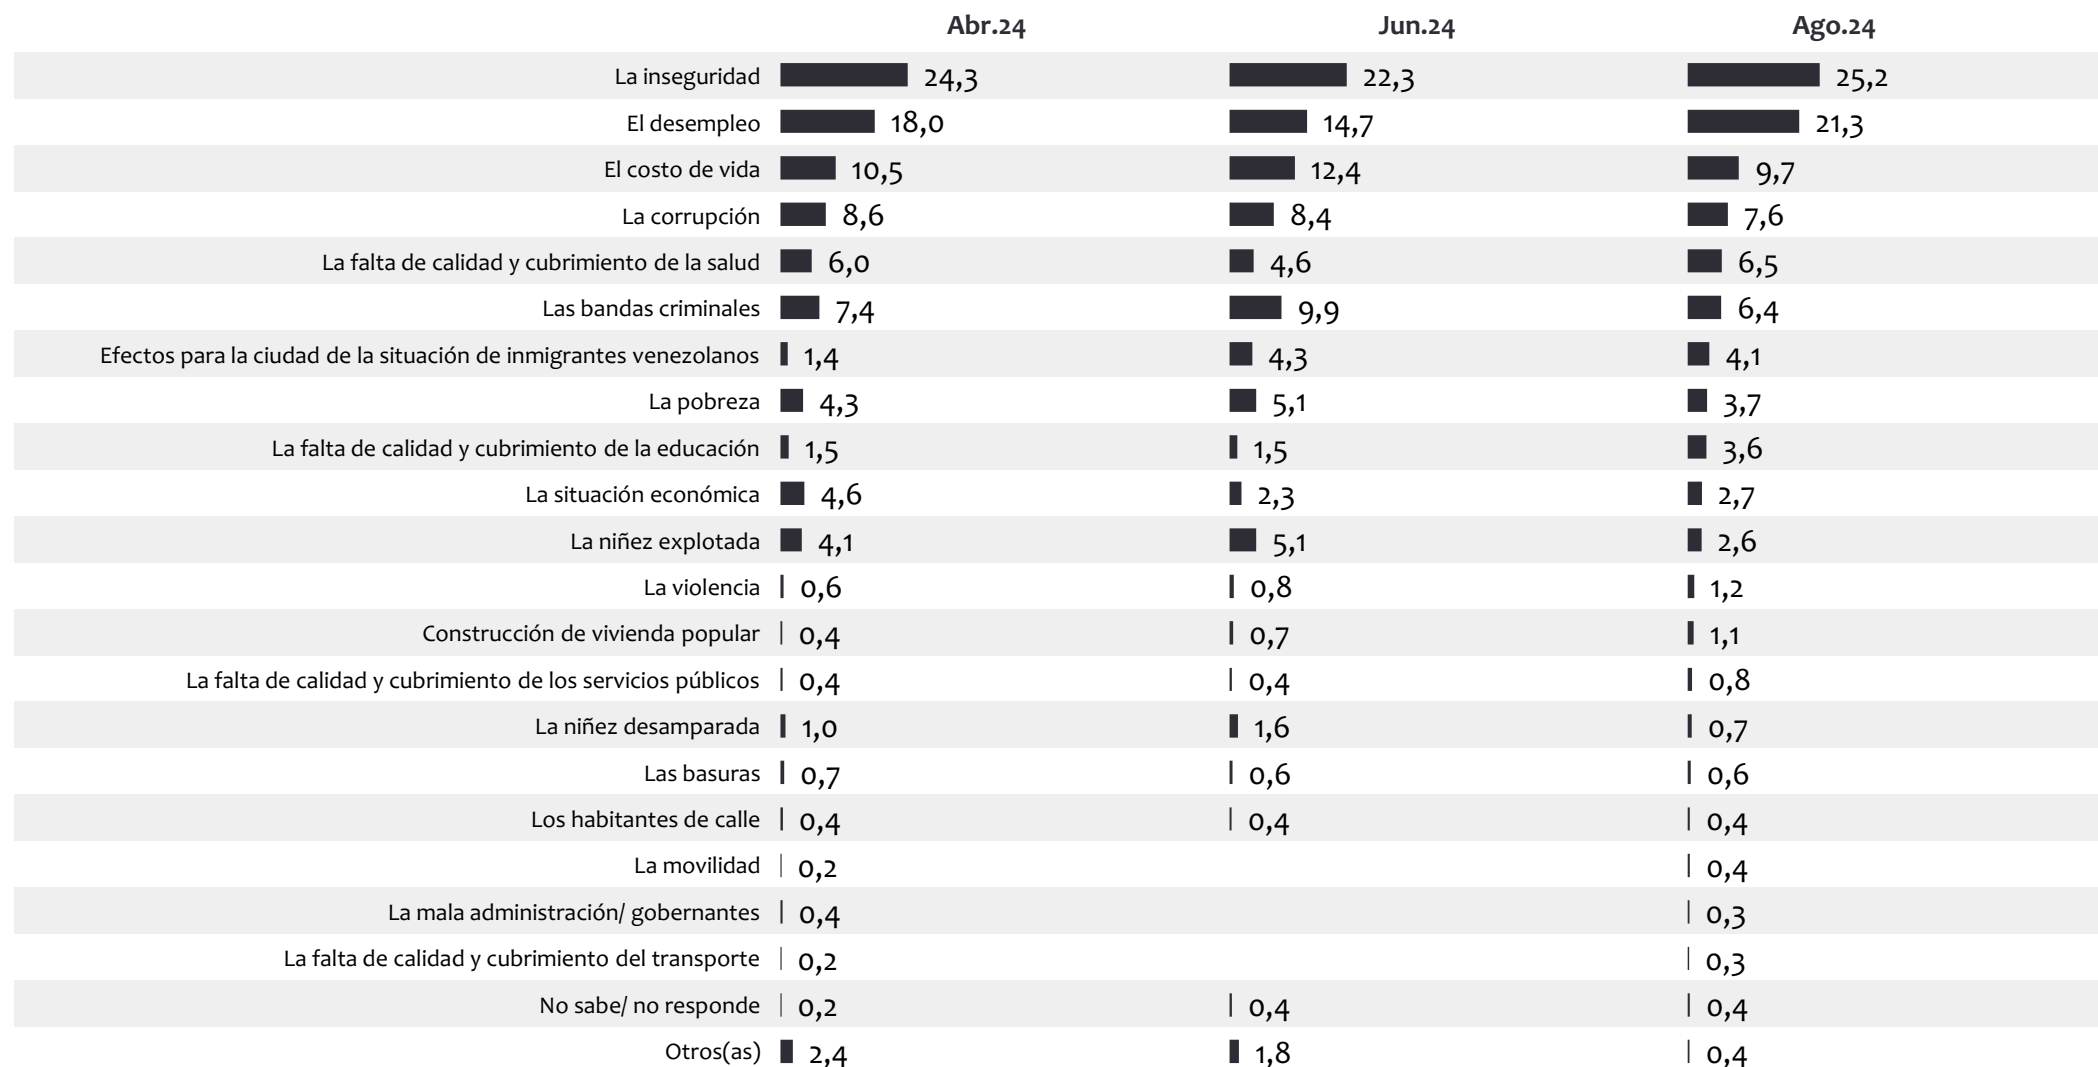 Abr.24 Jun.24 Ago.24
La inseguridad 24,3 22,3 25,2
El desempleo 18,0 14,7 21,3
El costo de vida 10,5 12,4 9,7
La corrupción 8,6 8,4 7,6
La falta de calidad y cubrimiento de la salud 6,0 4,6 6,5
Las bandas criminales 7,4 9,9 6,4
Efectos para la ciudad de la situación de inmigrantes venezolanos 1,4 4,3 4,1
La pobreza 4,3 5,1 3,7
La falta de calidad y cubrimiento de la educación 1,5 1,5 3,6
La situación económica 4,6 2,3 2,7
La niñez explotada 4,1 5,1 2,6
La violencia 0,6 0,8 1,2
Construcción de vivienda popular 0,4 0,7 1,1
La falta de calidad y cubrimiento de los servicios públicos 0,4 0,4 0,8
La niñez desamparada 1,0 1,6 0,7
Las basuras 0,7 0,6 0,6
Los habitantes de calle 0,4 0,4 0,4
La movilidad 0,2 0,4
La mala administración/ gobernantes 0,4 0,3
La falta de calidad y cubrimiento del transporte 0,2 0,3
No sabe/ no responde 0,2 0,4 0,4
Otros(as) 2,4 1,8 0,4